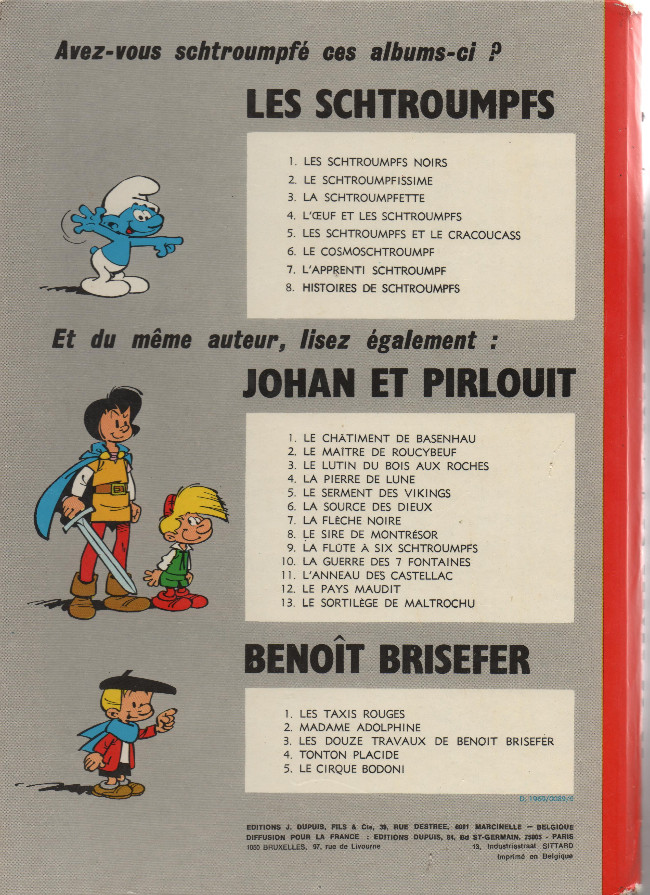 Avez-vous schtroumpfé ces albums-ci ?
LES SCHTROUMPFS
1. LES SCHTROUMPFS NOIRS
2. LE SCHTROUMPFISSIME
3. LA SCHTROUMPFETTE
4. L'ŒUF ET LES SCHTROUMPFS
5. LES SCHTROUMPFS ET LE CRACOUCASS
6. LE COSMOSCHTROUMPF
7. L'APPRENTI SCHTROUMPF
8. HISTOIRES DE SCHTROUMPFS
Et du même auteur, lisez également :
JOHAN ET PIRLOUIT
1. LE CHÂTIMENT DE BASENHAU
2. LE MAÎTRE DE ROUCYBEUF
3. LE LUTIN DU BOIS AUX ROCHES
4. LA PIERRE DE LUNE
5. LE SERMENT DES VIKINGS
6. LA SOURCE DES DIEUX
7. LA FLÈCHE NOIRE
8. LE SIRE DE MONTRÉSOR
9. LA FLÛTE À SIX SCHTROUMPFS
10. LA GUERRE DES 7 FONTAINES
11. L'ANNEAU DES CASTELLAC
12. LE PAYS MAUDIT
13. LE SORTILÈGE DE MALTROCHU
BENOÎT BRISEFER
1. LES TAXIS ROUGES
2. MADAME ADOLPHINE
3. LES DOUZE TRAVAUX DE BENOIT BRISEFER
4. TONTON PLACIDE
5. LE CIRQUE BODONI
EDITIONS J. DUPUIS, FILS & Cie, 39, RUE DESTREE, 6001 MARCINELLE – BELGIQUE
DIFFUSION POUR LA FRANCE : EDITIONS DUPUIS, 84, Bd ST-GERMAIN, 75005 - PARIS
1050 BRUXELLES, 97, rue de Livourne 13, Industriestraat SITTARD
Imprimé en Belgique